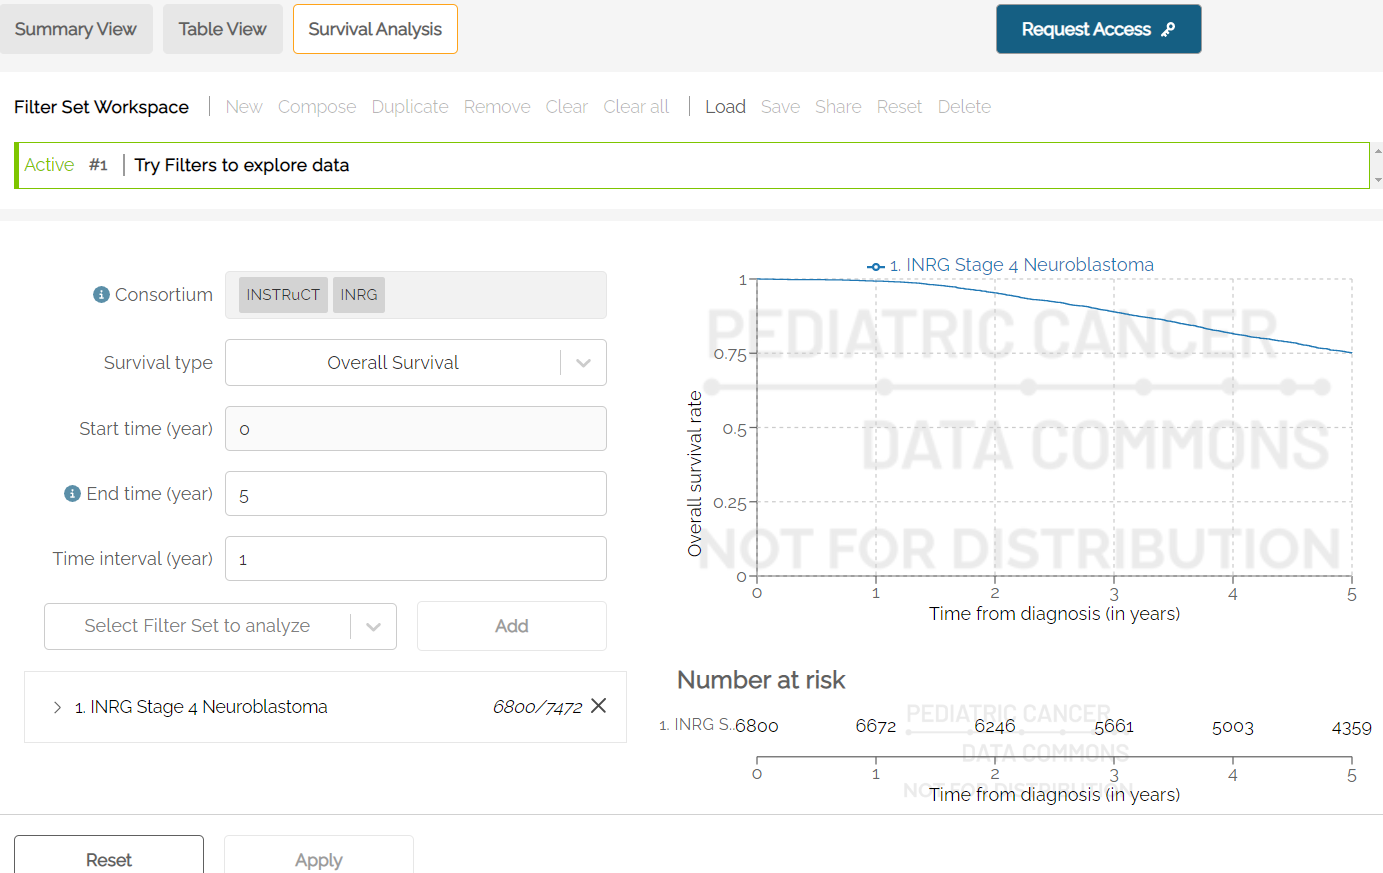 Summary View Table View Survival Analysis Request Access
Filter Set Workspace New Compose Duplicate Remove Clear Clear all Load Save Share Reset Delete
Active #1 Try Filters to explore data
Consortium INSTRuCT INRG
Survival type Overall Survival
Start time (year) 0
End time (year) 5
Time interval (year) 1
Select Filter Set to analyze Add
1. INRG Stage 4 Neuroblastoma 6800/7472
Reset Apply
1. INRG Stage 4 Neuroblastoma
PEDIATRIC CANCER
DATA COMMONS
NOT FOR DISTRIBUTION
Overall survival rate
1
0.75
0.5
0.25
0
0 1 2 3 4 5
Time from diagnosis (in years)
Number at risk
PEDIATRIC CANCER
1. INRG S... 6800 6672 6246 5661 5003 4359
DATA COMMONS
0 1 2 3 4 5
NOT FOR DISTRIBUTION
Time from diagnosis (in years)